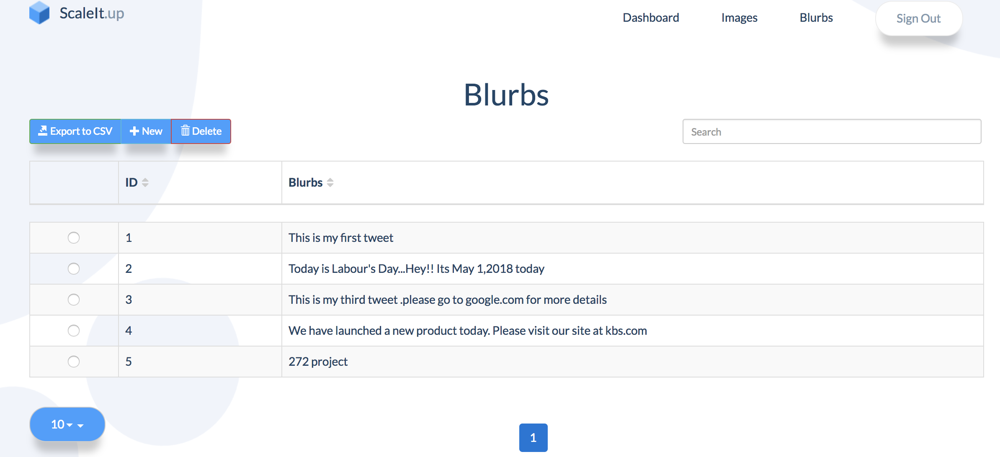 ScaleIt.up
Dashboard Images Blurbs Sign Out
Blurbs
Export to CSV New Delete Search
ID Blurbs
1 This is my first tweet
2 Today is Labour's Day...Hey!! Its May 1,2018 today
3 This is my third tweet .please go to google.com for more details
4 We have launched a new product today. Please visit our site at kbs.com
5 272 project
10
1